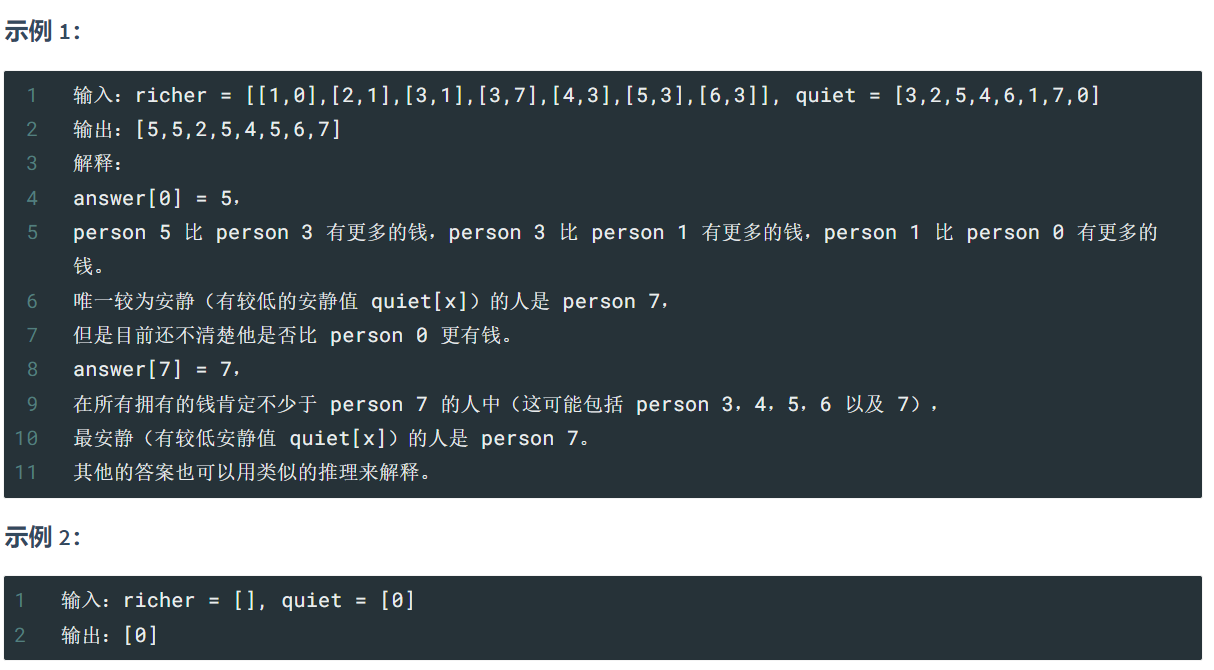 示例 1：
1 输入：richer = [[1,0],[2,1],[3,1],[3,7],[4,3],[5,3],[6,3]], quiet = [3,2,5,4,6,1,7,0]
2 输出：[5,5,2,5,4,5,6,7]
3 解释：
4 answer[0] = 5，
5 person 5 比 person 3 有更多的钱，person 3 比 person 1 有更多的钱，person 1 比 person 0 有更多的
钱。
6 唯一较为安静（有较低的安静值 quiet[x]）的人是 person 7，
7 但是目前还不清楚他是否比 person 0 更有钱。
8 answer[7] = 7，
9 在所有拥有的钱肯定不少于 person 7 的人中（这可能包括 person 3，4，5，6 以及 7），
10 最安静（有较低安静值 quiet[x]）的人是 person 7。
11 其他的答案也可以用类似的推理来解释。
示例 2：
1 输入：richer = [], quiet = [0]
2 输出：[0]